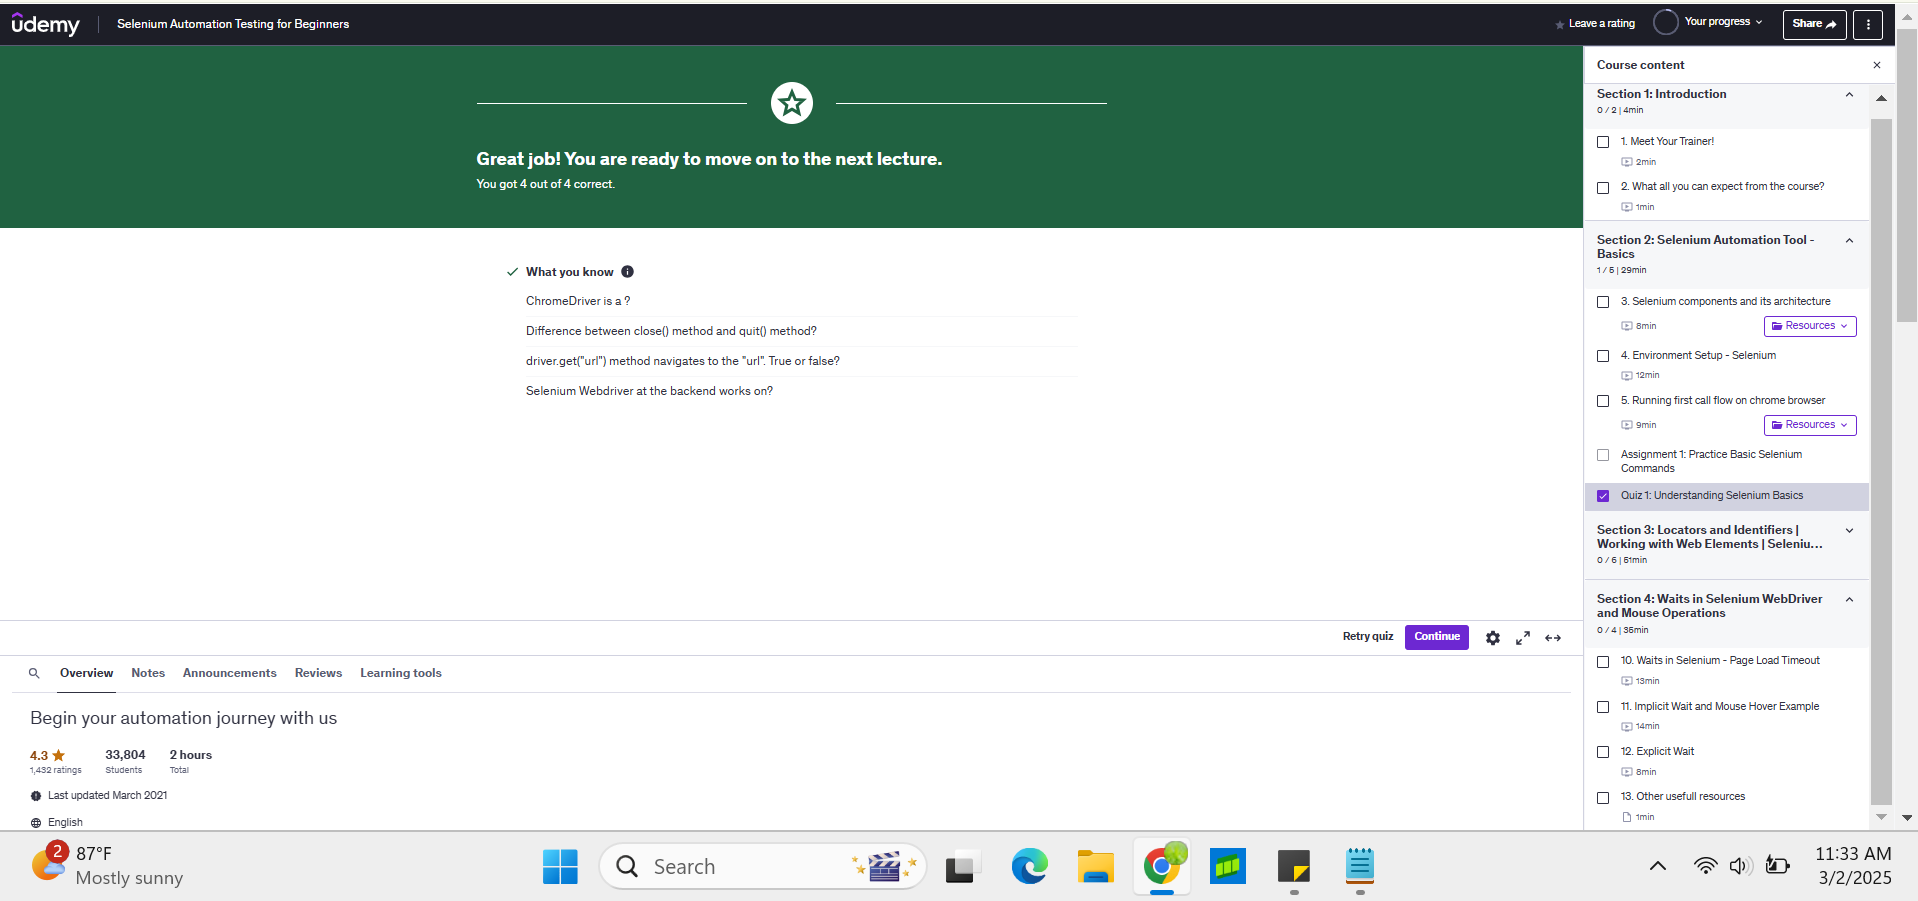 ûdemy
Selenium Automation Testing for Beginners
Leave a rating
Your progress
Share
Great job! You are ready to move on to the next lecture.
You got 4 out of 4 correct.
What you know
ChromeDriver is a ?
Difference between close() method and quit() method?
driver.get("url") method navigates to the "url". True or false?
Selenium Webdriver at the backend works on?
Retry quiz
Continue
Overview Notes Announcements Reviews Learning tools
Begin your automation journey with us
4.3 33,804 2 hours
1,432 ratings Students Total
Last updated March 2021
English
Course content
Section 1: Introduction
0 / 2 | 4min
1. Meet Your Trainer!
2min
2. What all you can expect from the course?
1min
Section 2: Selenium Automation Tool -
Basics
1 / 5 | 29min
3. Selenium components and its architecture
8min Resources
4. Environment Setup - Selenium
12min
5. Running first call flow on chrome browser
9min Resources
Assignment 1: Practice Basic Selenium
Commands
Quiz 1: Understanding Selenium Basics
Section 3: Locators and Identifiers |
Working with Web Elements | Seleniu...
0 / 6 | 51min
Section 4: Waits in Selenium WebDriver
and Mouse Operations
0 / 4 | 35min
10. Waits in Selenium - Page Load Timeout
13min
11. Implicit Wait and Mouse Hover Example
14min
12. Explicit Wait
8min
13. Other usefull resources
1min
2
87°F
Mostly sunny
Search
11:33 AM
3/2/2025